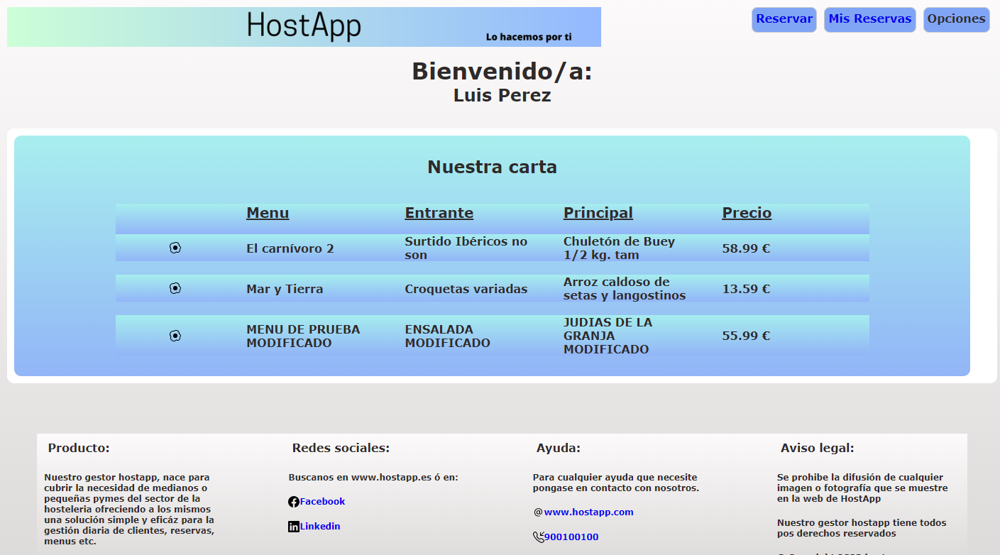 HostApp
Lo hacemos por ti
Reservar Mis Reservas Opciones
Bienvenido/a:
Luis Perez
Nuestra carta
Menu Entrante Principal Precio
El carnívoro 2 Surtido Ibéricos no son Chuletón de Buey 1/2 kg. tam 58.99 €
Mar y Tierra Croquetas variadas Arroz caldoso de setas y langostinos 13.59 €
MENU DE PRUEBA MODIFICADO ENSALADA MODIFICADO JUDIAS DE LA GRANJA MODIFICADO 55.99 €
Producto:
Nuestro gestor hostapp, nace para
cubrir la necesidad de medianos o
pequeñas pymes del sector de la
hosteleria ofreciendo a los mismos
una solución simple y eficáz para la
gestión diaria de clientes, reservas,
menus etc.
Redes sociales:
Buscanos en www.hostapp.es ó en:
Facebook
Linkedin
Ayuda:
Para cualquier ayuda que necesite
pongase en contacto con nosotros.
@www.hostapp.com
900100100
Aviso legal:
Se prohibe la difusión de cualquier
imagen o fotografía que se muestre
en la web de HostApp
Nuestro gestor hostapp tiene todos
pos derechos reservados